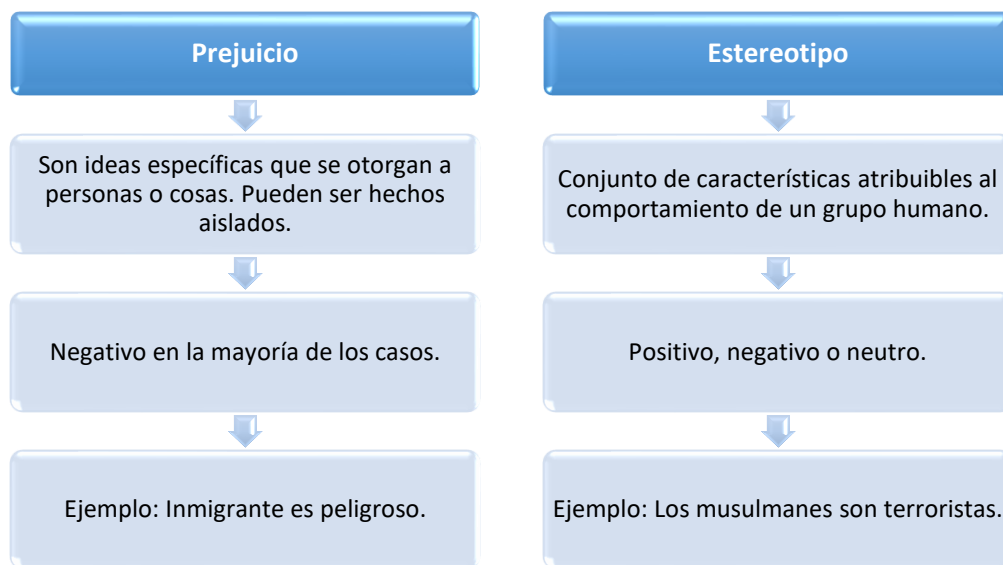 Prejuicio
Son ideas específicas que se otorgan a
personas o cosas. Pueden ser hechos
aislados.
Negativo en la mayoría de los casos.
Ejemplo: Inmigrante es peligroso.
Estereotipo
Conjunto de características atribuibles al
comportamiento de un grupo humano.
Positivo, negativo o neutro.
Ejemplo: Los musulmanes son terroristas.